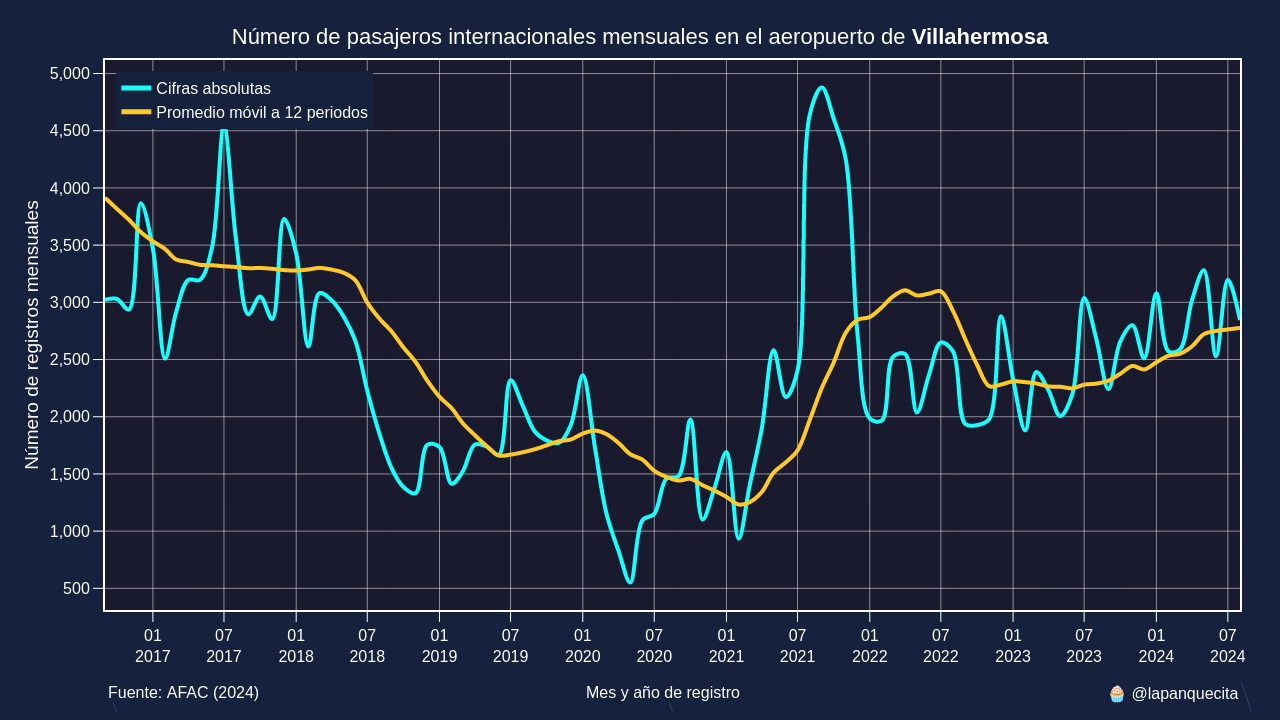 Número de pasajeros internacionales mensuales en el aeropuerto de Villahermosa
Cifras absolutas
Promedio móvil a 12 periodos
Número de registros mensuales
5,000
4,500
4,000
3,500
3,000
2,500
2,000
1,500
1,000
500
01 07 01 07 01 07 01 07 01 07 01 07 01 07 01 07
2017 2017 2018 2018 2019 2019 2020 2020 2021 2021 2022 2022 2023 2023 2024 2024
Fuente: AFAC (2024) Mes y año de registro 🧁 @lapanquecita